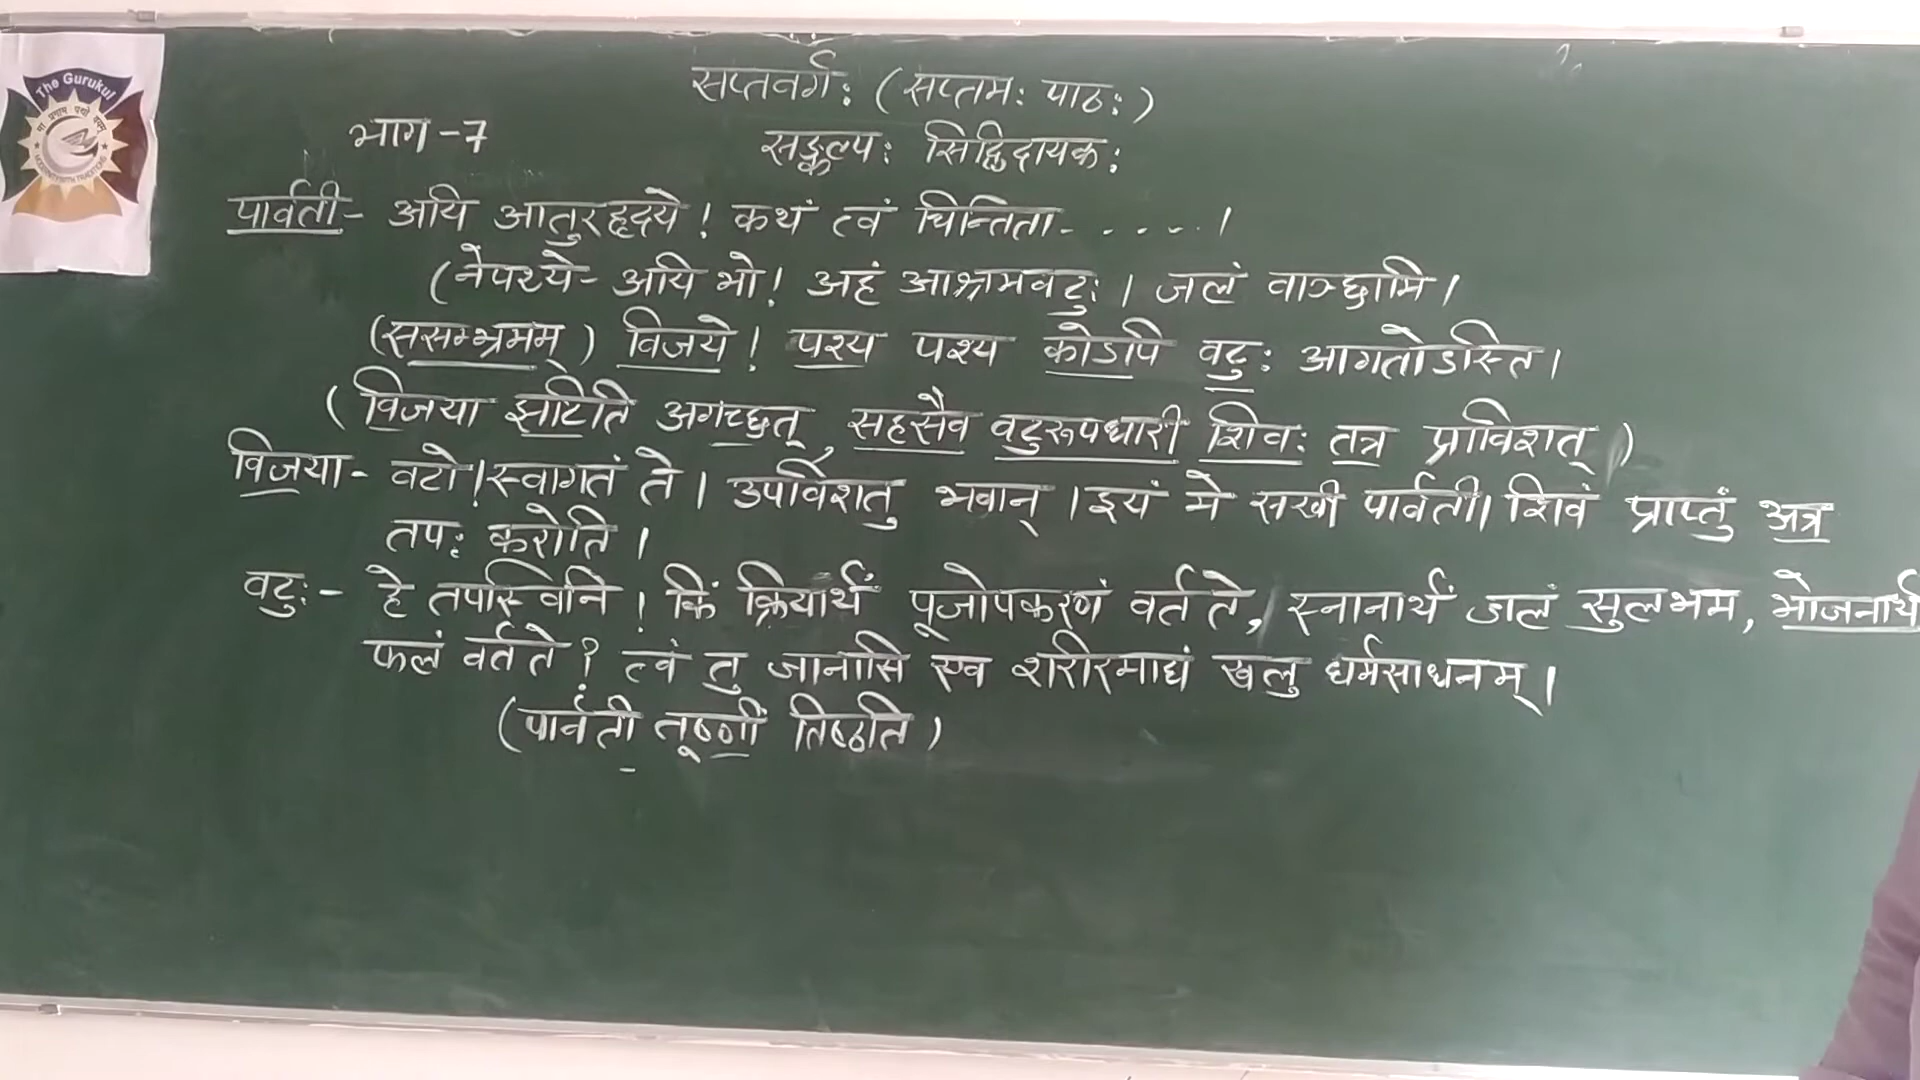 The Gurukul
सप्तवर्ग: (सप्तम: पाठ:)
भाग -7 सङ्कल्प: सिद्धिदायक:
पार्वती- अयि आतुरहृदये! कथं त्वं चिन्तिता- . . . . . ।
(नेपथ्ये- अयि भो! अहं आश्रमवटु: । जलं वाञ्छामि ।
(ससम्भ्रमम्) विजये! पश्य पश्य कोऽपि वटु: आगतोऽस्ति ।
(विजया झटिति अगच्छत्, सहसैव वटुरूपधारी शिव: तत्र प्राविशत्)
विजया- वटो! स्वागतं ते । उपविशतु भवान् । इयं मे सखी पार्वती। शिवं प्राप्तुं अत्र
तप: करोति ।
वटु:- हे तपस्विनि ! किं क्रियार्थं पूजोपकरणं वर्तते, स्नानार्थं जलं सुलभम, भोजनार्थं
फलं वर्तते ? त्वं तु जानासि एव शरीरमाद्यं खलु धर्मसाधनम् ।
(पार्वती तूष्णीं तिष्ठति)